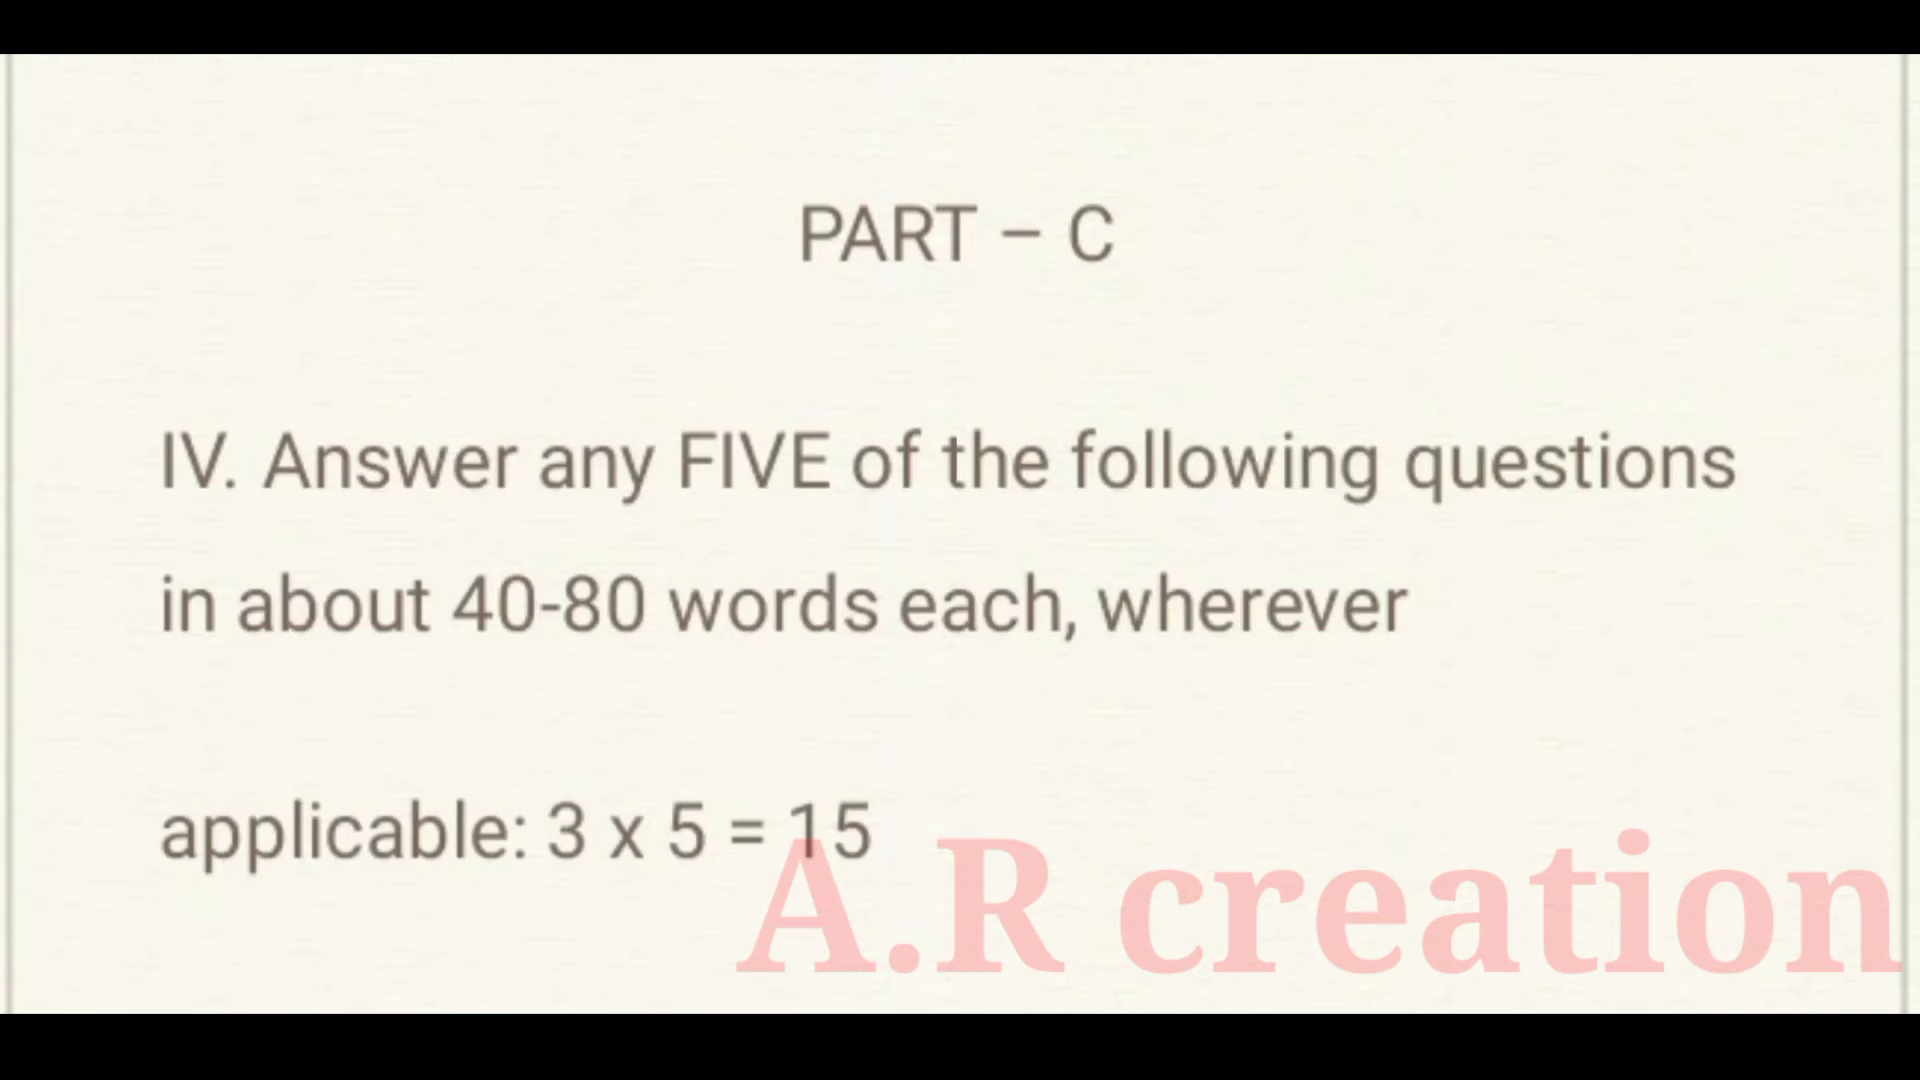 PART – C
IV. Answer any FIVE of the following questions
in about 40-80 words each, wherever
applicable: 3 x 5 = 15
A.R creation